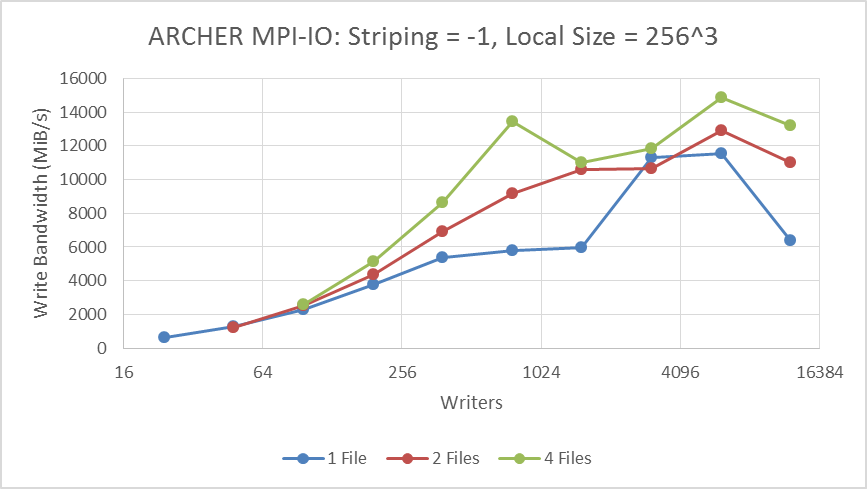 ARCHER MPI-IO: Striping = -1, Local Size = 256^3
16000
14000
12000
10000
8000
6000
4000
2000
0
Write Bandwidth (MiB/s)
16 64 256 1024 4096 16384
Writers
1 File 2 Files 4 Files